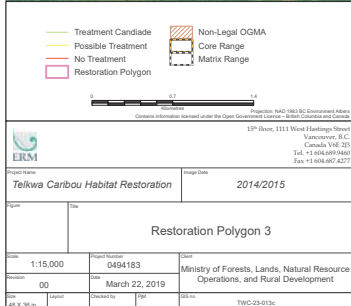 Treatment Candiade
Possible Treatment
No Treatment
Restoration Polygon
Non-Legal OGMA
Core Range
Matrix Range
0 0.7 1.4
Kilometres
Projection: NAD 1983 BC Environment Albers
Contains information licensed under the Open Government Licence – British Columbia and Canada
ERM
15th floor, 1111 West Hastings Street
Vancouver, B.C.
Canada V6E 2J3
Tel. +1 604.689.9460
Fax +1 604.687.4277
Project Name
Telkwa Caribou Habitat Restoration
Image Date
2014/2015
Figure
Title
Restoration Polygon 3
Scale
1:15,000
Project Number
0494183
Client
Ministry of Forests, Lands, Natural Resource
Operations, and Rural Development
Revision
00
Date
March 22, 2019
Size
48 X 36 in
Layout
Checked by
PJM
GIS no.
TWC-23-013c